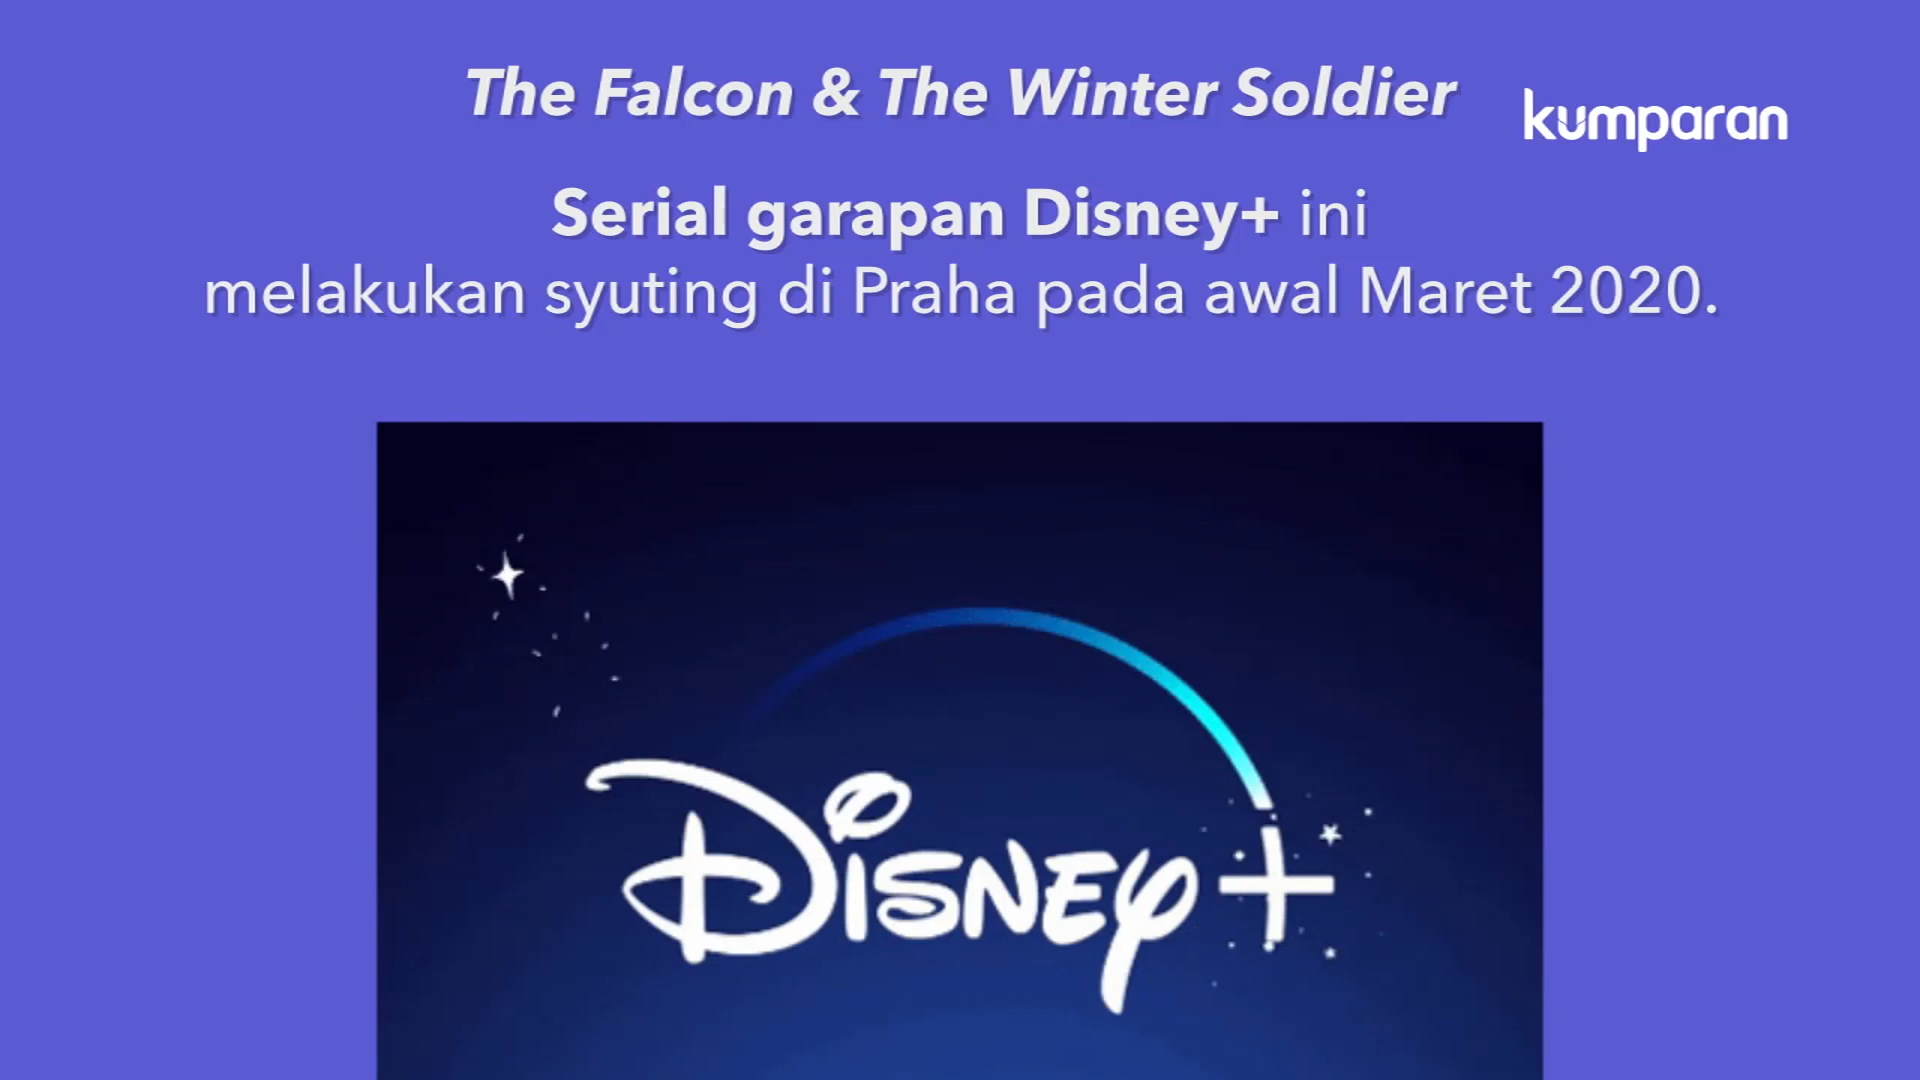 The Falcon & The Winter Soldier
kumparan
Serial garapan Disney+ ini
melakukan syuting di Praha pada awal Maret 2020.
Disney+